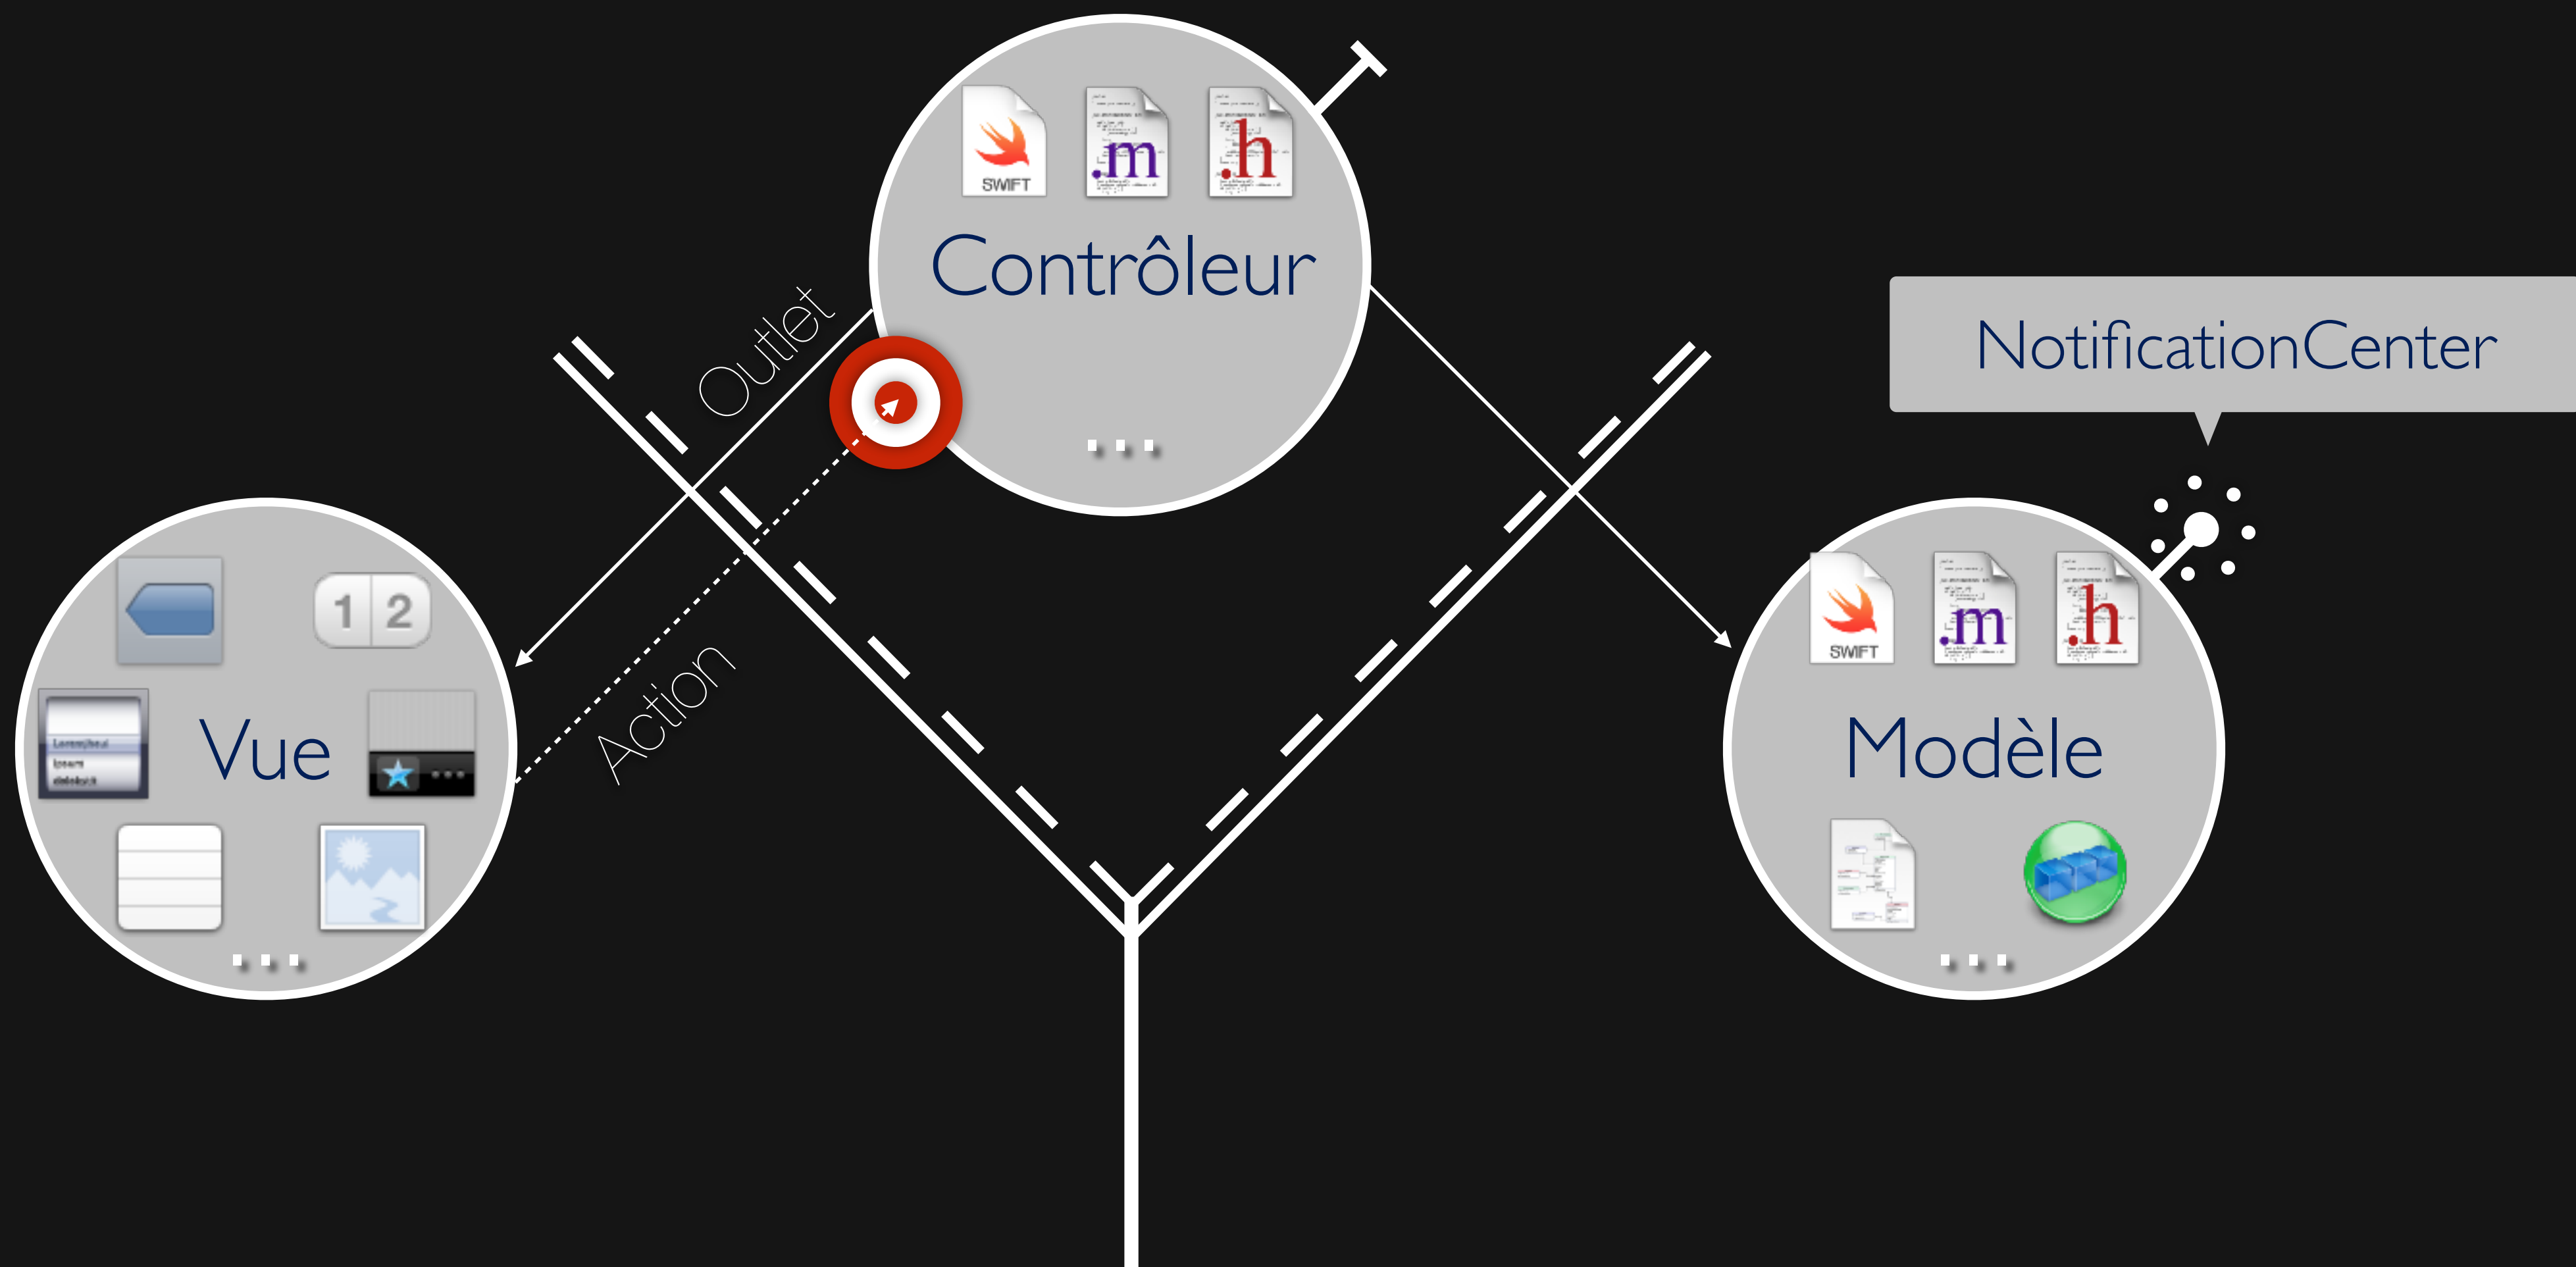 SWIFT
.m
.h
Contrôleur
Outlet
NotificationCenter
Action
1 2
Vue
SWIFT
.m
.h
Modèle